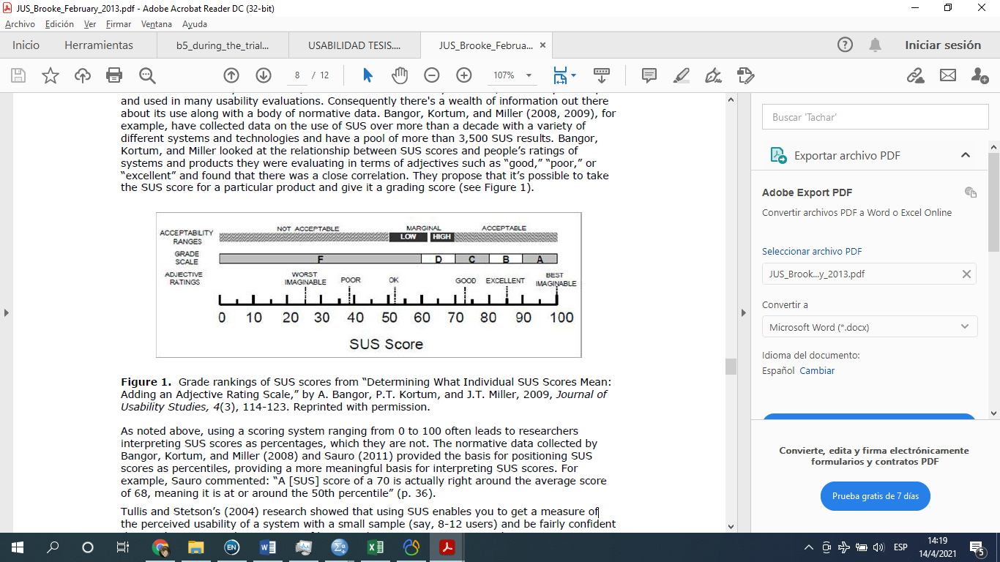 JUS_Brooke_February_2013.pdf - Adobe Acrobat Reader DC (32-bit)
Archivo Edición Ver Firmar Ventana Ayuda
Inicio Herramientas b5_during_the_trial... USABILIDAD TESIS.... JUS_Brooke_Februa... Iniciar sesión
8 / 12 107%
and used in many usability evaluations. Consequently there's a wealth of information out there
about its use along with a body of normative data. Bangor, Kortum, and Miller (2008, 2009), for
example, have collected data on the use of SUS over more than a decade with a variety of
different systems and technologies and have a pool of more than 3,500 SUS results. Bangor,
Kortum, and Miller looked at the relationship between SUS scores and people's ratings of
systems and products they were evaluating in terms of adjectives such as “good,” “poor,” or
“excellent” and found that there was a close correlation. They propose that it's possible to take
the SUS score for a particular product and give it a grading score (see Figure 1).
ACCEPTABILITY RANGES
NOT ACCEPTABLE MARGINAL ACCEPTABLE
LOW HIGH
GRADE SCALE
F D C B A
ADJECTIVE RATINGS
WORST IMAGINABLE POOR OK GOOD EXCELLENT BEST IMAGINABLE
0 10 20 30 40 50 60 70 80 90 100
SUS Score
Figure 1. Grade rankings of SUS scores from “Determining What Individual SUS Scores Mean:
Adding an Adjective Rating Scale,” by A. Bangor, P.T. Kortum, and J.T. Miller, 2009, Journal of
Usability Studies, 4(3), 114-123. Reprinted with permission.
As noted above, using a scoring system ranging from 0 to 100 often leads to researchers
interpreting SUS scores as percentages, which they are not. The normative data collected by
Bangor, Kortum, and Miller (2008) and Sauro (2011) provided the basis for positioning SUS
scores as percentiles, providing a more meaningful basis for interpreting SUS scores. For
example, Sauro commented: “A [SUS] score of a 70 is actually right around the average score
of 68, meaning it is at or around the 50th percentile” (p. 36).
Tullis and Stetson's (2004) research showed that using SUS enables you to get a measure of
the perceived usability of a system with a small sample (say, 8-12 users) and be fairly confident
Buscar 'Tachar'
Exportar archivo PDF
Adobe Export PDF
Convertir archivos PDF a Word o Excel Online
Seleccionar archivo PDF
JUS_Brook...y_2013.pdf
Convertir a
Microsoft Word (*.docx)
Idioma del documento:
Español Cambiar
Convierte, edita y firma electrónicamente
formularios y contratos PDF
Prueba gratis de 7 días
EN
ESP
14:19
14/4/2021
5